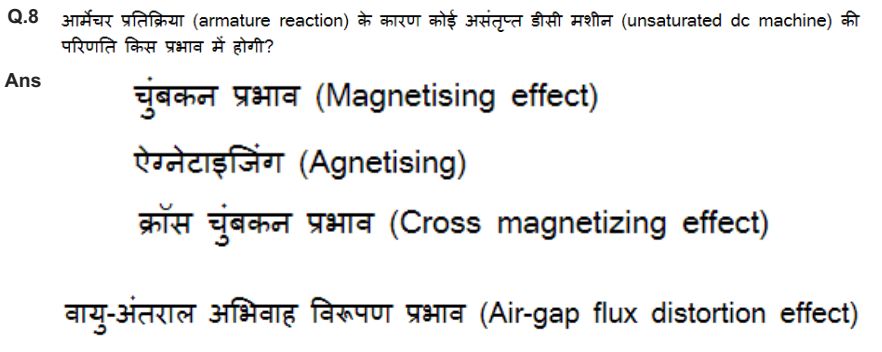 Q.8 आर्मेचर प्रतिक्रिया (armature reaction) के कारण कोई असंतृप्त डीसी मशीन (unsaturated dc machine) की
परिणति किस प्रभाव में होगी?
Ans
चुंबकन प्रभाव (Magnetising effect)
ऐग्नेटाइजिंग (Agnetising)
क्रॉस चुंबकन प्रभाव (Cross magnetizing effect)
वायु-अंतराल अभिवाह विरूपण प्रभाव (Air-gap flux distortion effect)